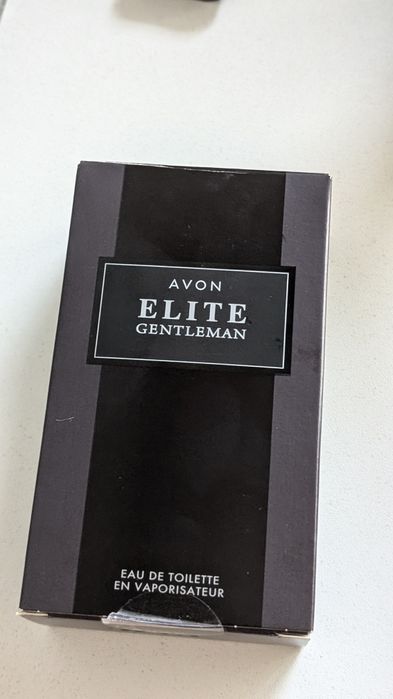 AVON
ELITE
GENTLEMAN
EAU DE TOILETTE
EN VAPORISATEUR